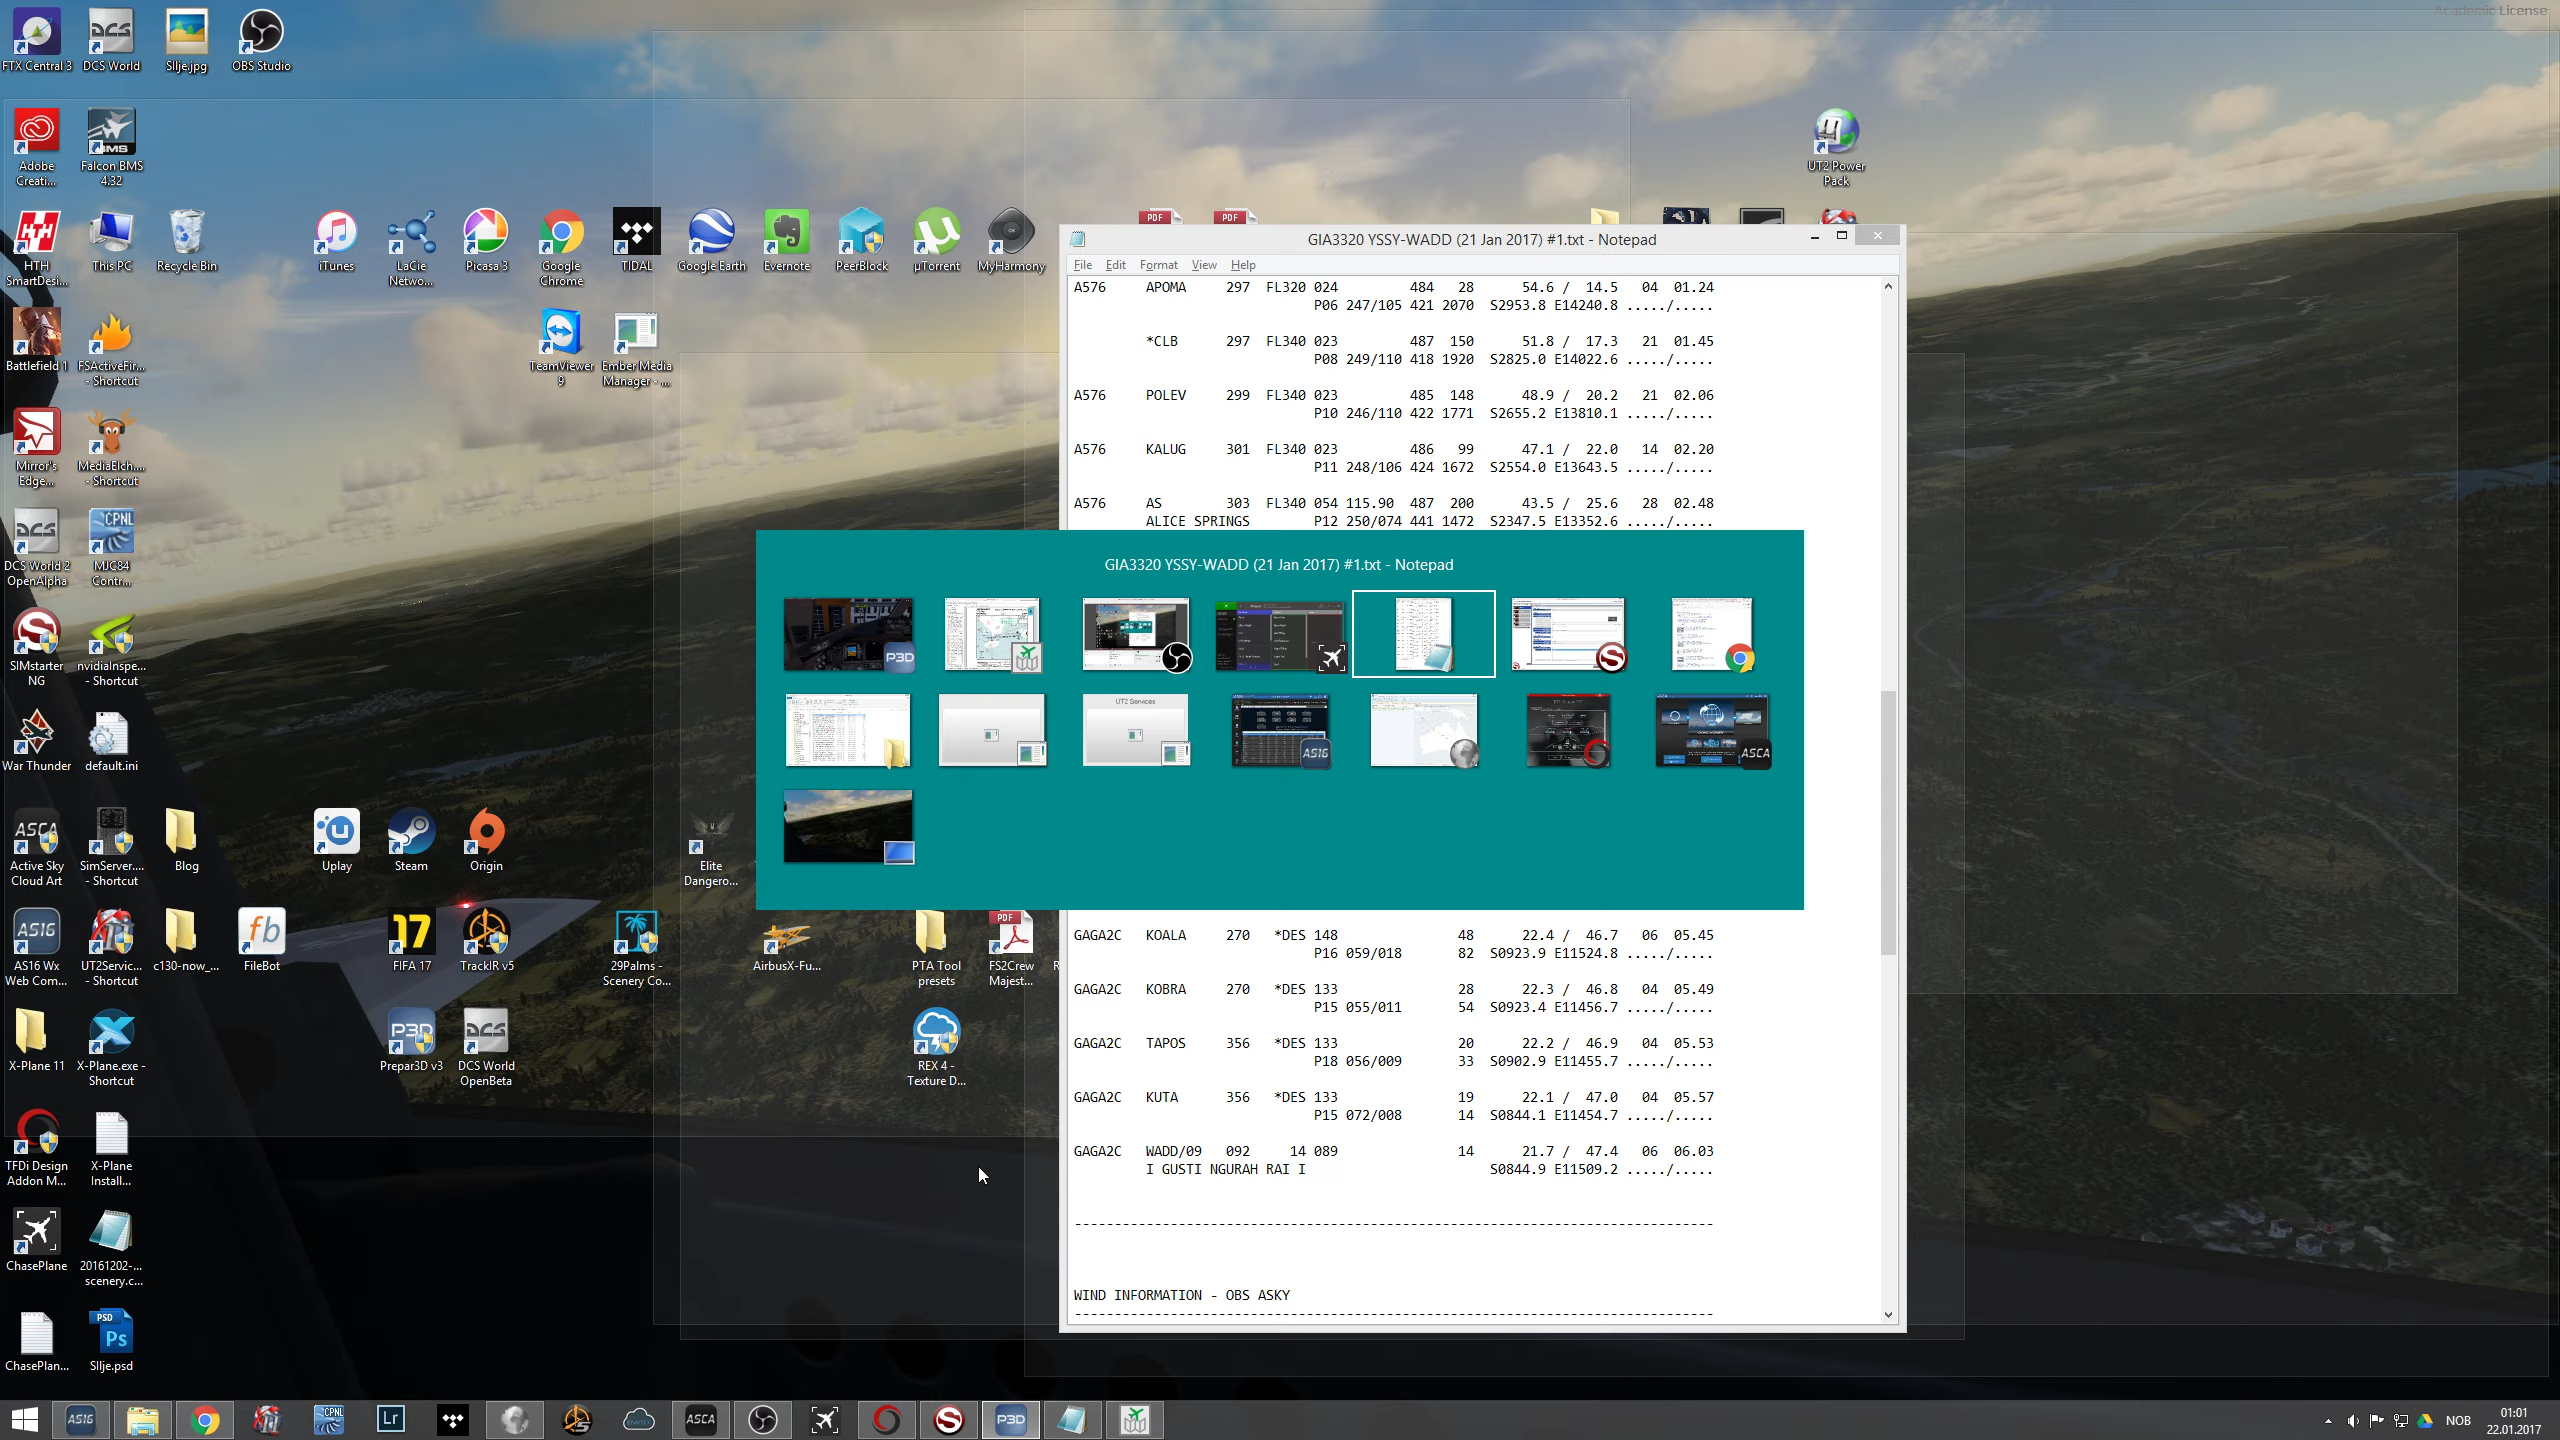 Academic License
FTX Central 3
DCS World
Sllje.jpg
OBS Studio
Adobe Creati...
Falcon BMS 4.32
UT2 Power Pack
HTH SmartDesi...
This PC
Recycle Bin
iTunes
LaCie Netwo...
Picasa 3
Google Chrome
TIDAL
Google Earth
Evernote
PeerBlock
µTorrent
MyHarmony
Battlefield 1
FSActiveFir... - Shortcut
TeamViewer 9
Ember Media Manager - ...
Mirror's Edge...
MediaElch.... - Shortcut
DCS World 2 OpenAlpha
MJC84 Contr...
SIMstarter NG
nvidiaInspe... - Shortcut
War Thunder
default.ini
Active Sky Cloud Art
SimServer.... - Shortcut
Blog
Uplay
Steam
Origin
Elite Dangero...
AS16 Wx Web Com...
UT2Servic... - Shortcut
c130-now_...
FileBot
FIFA 17
TrackIR v5
29Palms - Scenery Co...
AirbusX-Fu...
PTA Tool presets
FS2Crew Majest...
X-Plane 11
X-Plane.exe - Shortcut
Prepar3D v3
DCS World OpenBeta
REX 4 - Texture D...
TFDi Design Addon M...
X-Plane Install...
ChasePlane
20161202-... scenery.c...
ChasePlan...
Sllje.psd
GIA3320 YSSY-WADD (21 Jan 2017) #1.txt - Notepad
File Edit Format View Help
A576 APOMA 297 FL320 024 484 28 54.6 / 14.5 04 01.24
P06 247/105 421 2070 S2953.8 E14240.8 ...../.....
*CLB 297 FL340 023 487 150 51.8 / 17.3 21 01.45
P08 249/110 418 1920 S2825.0 E14022.6 ...../.....
A576 POLEV 299 FL340 023 485 148 48.9 / 20.2 21 02.06
P10 246/110 422 1771 S2655.2 E13810.1 ...../.....
A576 KALUG 301 FL340 023 486 99 47.1 / 22.0 14 02.20
P11 248/106 424 1672 S2554.0 E13643.5 ...../.....
A576 AS 303 FL340 054 115.90 487 200 43.5 / 25.6 28 02.48
ALICE SPRINGS P12 250/074 441 1472 S2347.5 E13352.6 ...../.....
GIA3320 YSSY-WADD (21 Jan 2017) #1.txt - Notepad
P3D
UT2 Services
AS16
ASCA
GAGA2C KOALA 270 *DES 148 48 22.4 / 46.7 06 05.45
P16 059/018 82 S0923.9 E11524.8 ...../.....
GAGA2C KOBRA 270 *DES 133 28 22.3 / 46.8 04 05.49
P15 055/011 54 S0923.4 E11456.7 ...../.....
GAGA2C TAPOS 356 *DES 133 20 22.2 / 46.9 04 05.53
P18 056/009 33 S0902.9 E11455.7 ...../.....
GAGA2C KUTA 356 *DES 133 19 22.1 / 47.0 04 05.57
P15 072/008 14 S0844.1 E11454.7 ...../.....
GAGA2C WADD/09 092 14 089 14 21.7 / 47.4 06 06.03
I GUSTI NGURAH RAI I S0844.9 E11509.2 ...../.....
--------------------------------------------------------------------------------
WIND INFORMATION - OBS ASKY
--------------------------------------------------------------------------------
AS16
CPNL
Lr
ASCA
P3D
NOB
01:01
22.01.2017